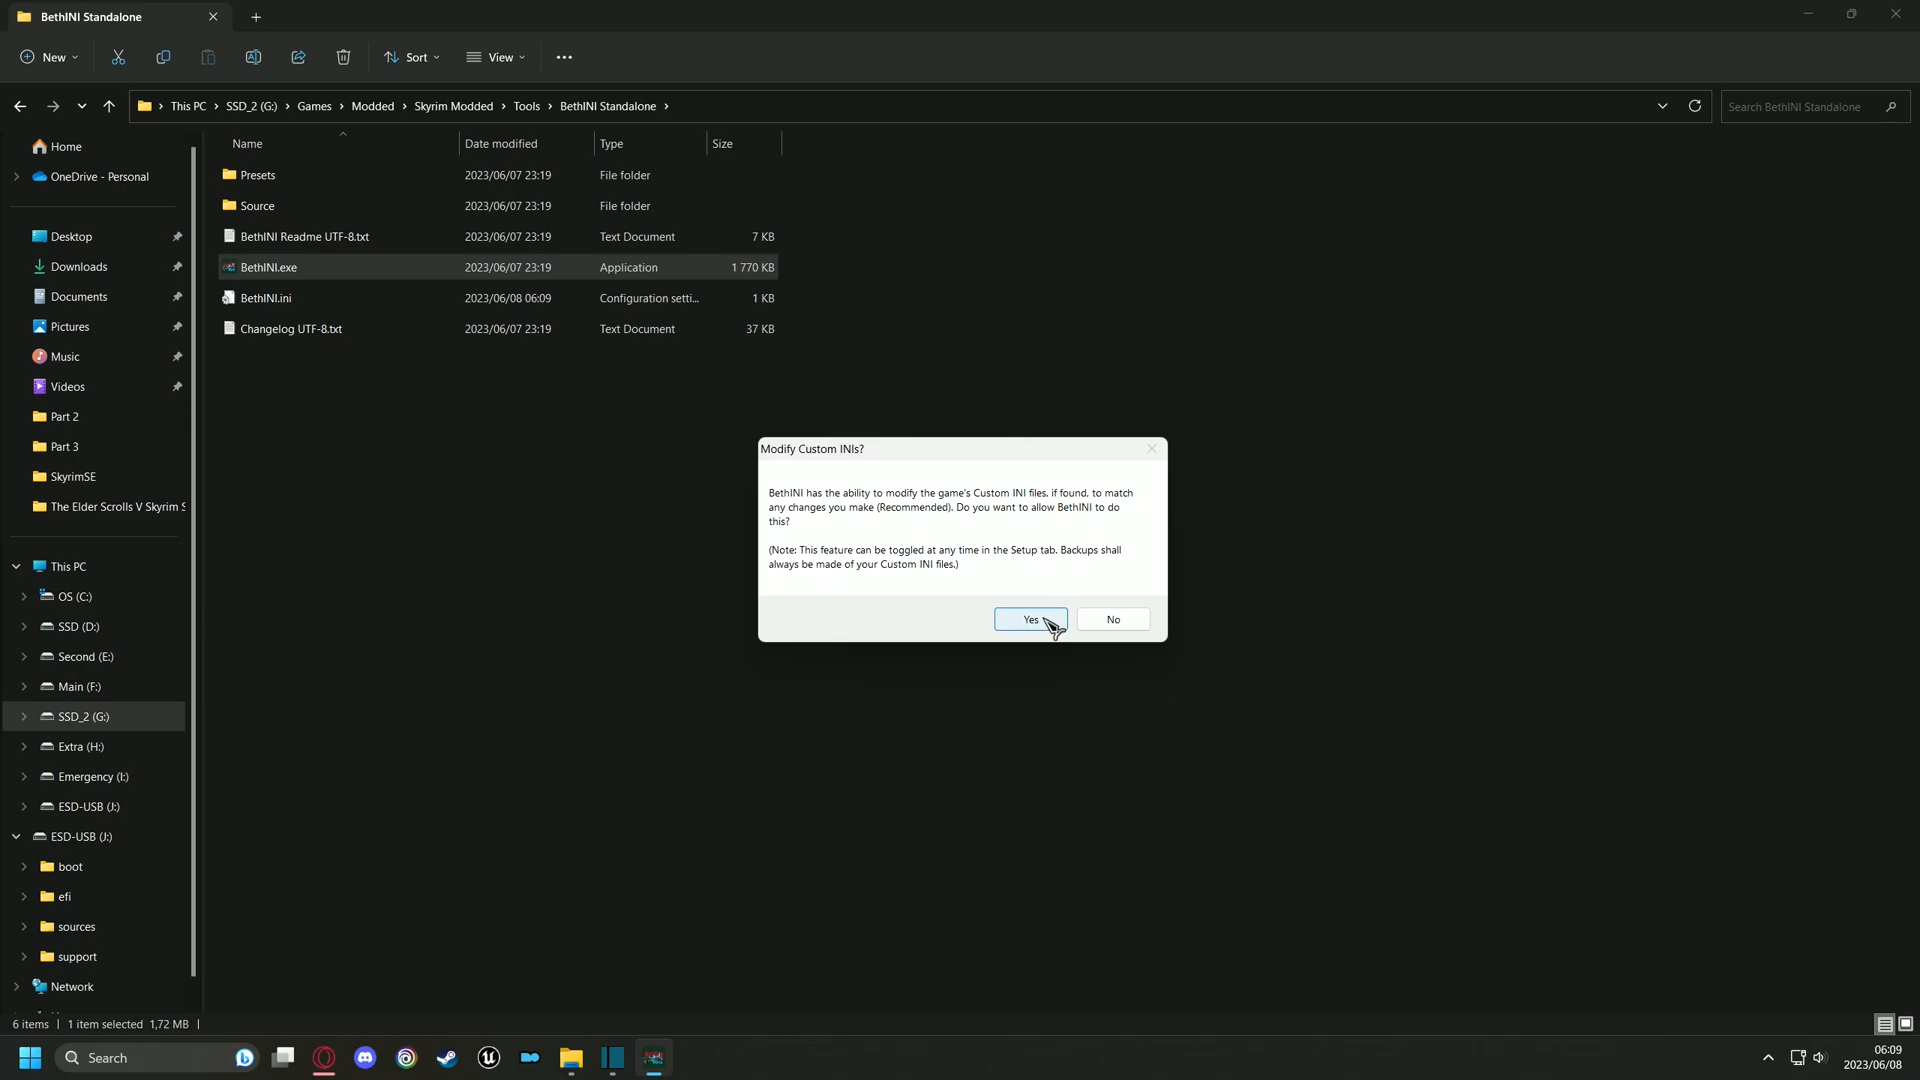 BethINI Standalone
New
Sort
View
This PC > SSD_2 (G:) > Games > Modded > Skyrim Modded > Tools > BethINI Standalone >
Search BethINI Standalone
Name Date modified Type Size
Presets 2023/06/07 23:19 File folder
Source 2023/06/07 23:19 File folder
BethINI Readme UTF-8.txt 2023/06/07 23:19 Text Document 7 KB
BethINI.exe 2023/06/07 23:19 Application 1 770 KB
BethINI.ini 2023/06/08 06:09 Configuration setti... 1 KB
Changelog UTF-8.txt 2023/06/07 23:19 Text Document 37 KB
Home
OneDrive - Personal
Desktop
Downloads
Documents
Pictures
Music
Videos
Part 2
Part 3
SkyrimSE
The Elder Scrolls V Skyrim S
This PC
OS (C:)
SSD (D:)
Second (E:)
Main (F:)
SSD_2 (G:)
Extra (H:)
Emergency (I:)
ESD-USB (J:)
ESD-USB (J:)
boot
efi
sources
support
Network
Modify Custom INIs?
BethINI has the ability to modify the game's Custom INI files, if found, to match
any changes you make (Recommended). Do you want to allow BethINI to do
this?
(Note: This feature can be toggled at any time in the Setup tab. Backups shall
always be made of your Custom INI files.)
Yes
No
6 items | 1 item selected 1,72 MB |
Search
06:09
2023/06/08